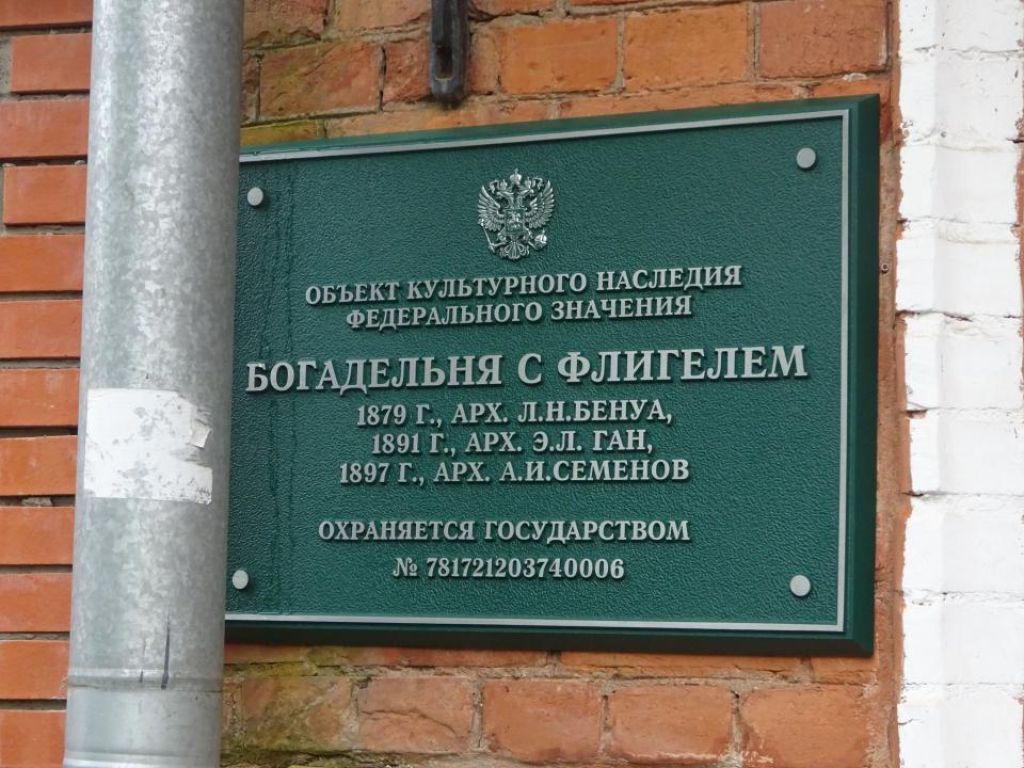 ОБЪЕКТ КУЛЬТУРНОГО НАСЛЕДИЯ
ФЕДЕРАЛЬНОГО ЗНАЧЕНИЯ
БОГАДЕЛЬНЯ С ФЛИГЕЛЕМ
1879 Г., АРХ. Л.Н.БЕНУА,
1891 Г., АРХ. Э.Л. ГАН,
1897 Г., АРХ. А.И.СЕМЕНОВ
ОХРАНЯЕТСЯ ГОСУДАРСТВОМ
№ 781721203740006